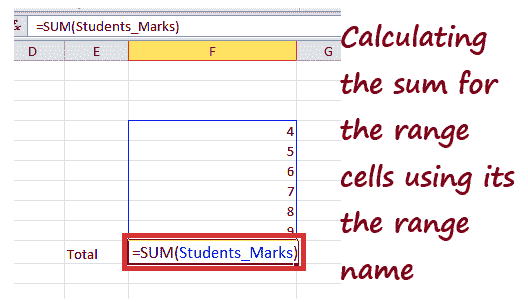 =SUM(Students_Marks)
D E F G
4
5
6
7
8
9
Total =SUM(Students_Marks)
Calculating
the sum for
the range
cells using its
the range
name